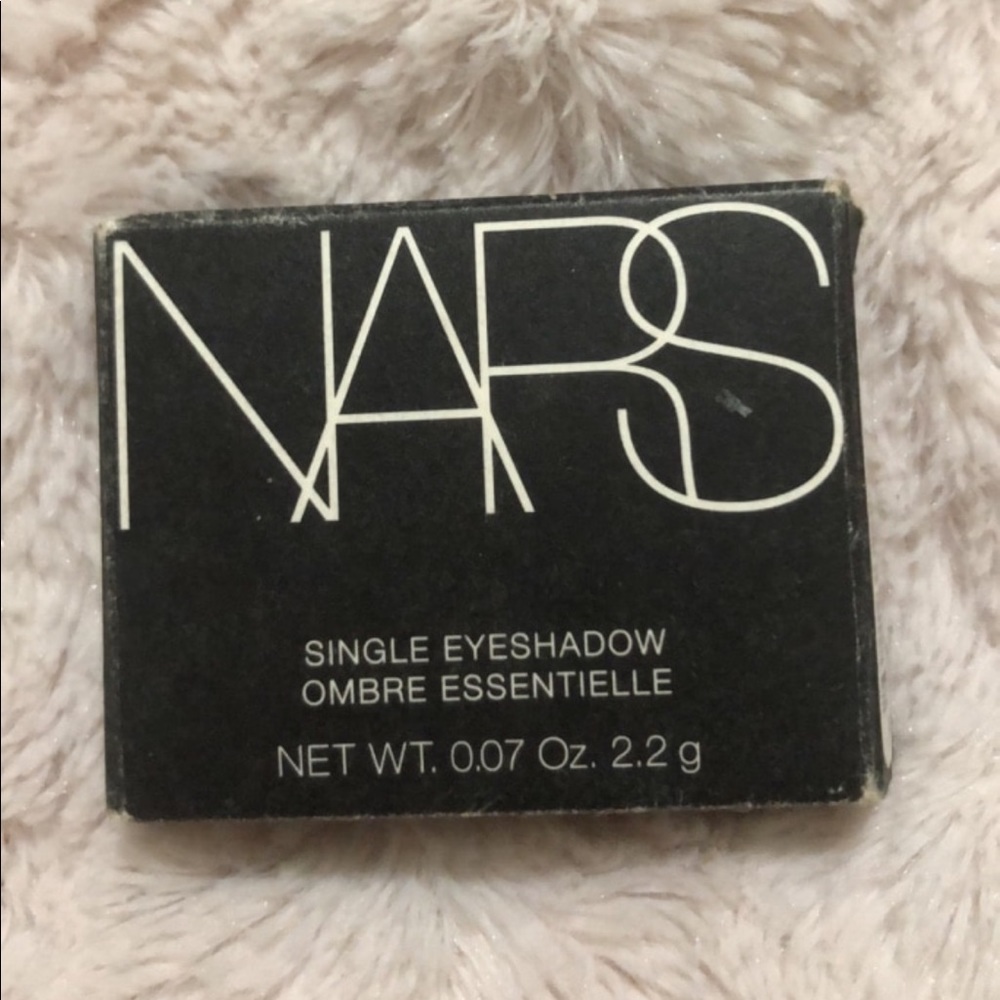 NARS
SINGLE EYESHADOW
OMBRE ESSENTIELLE
NET WT. 0.07 Oz. 2.2 g